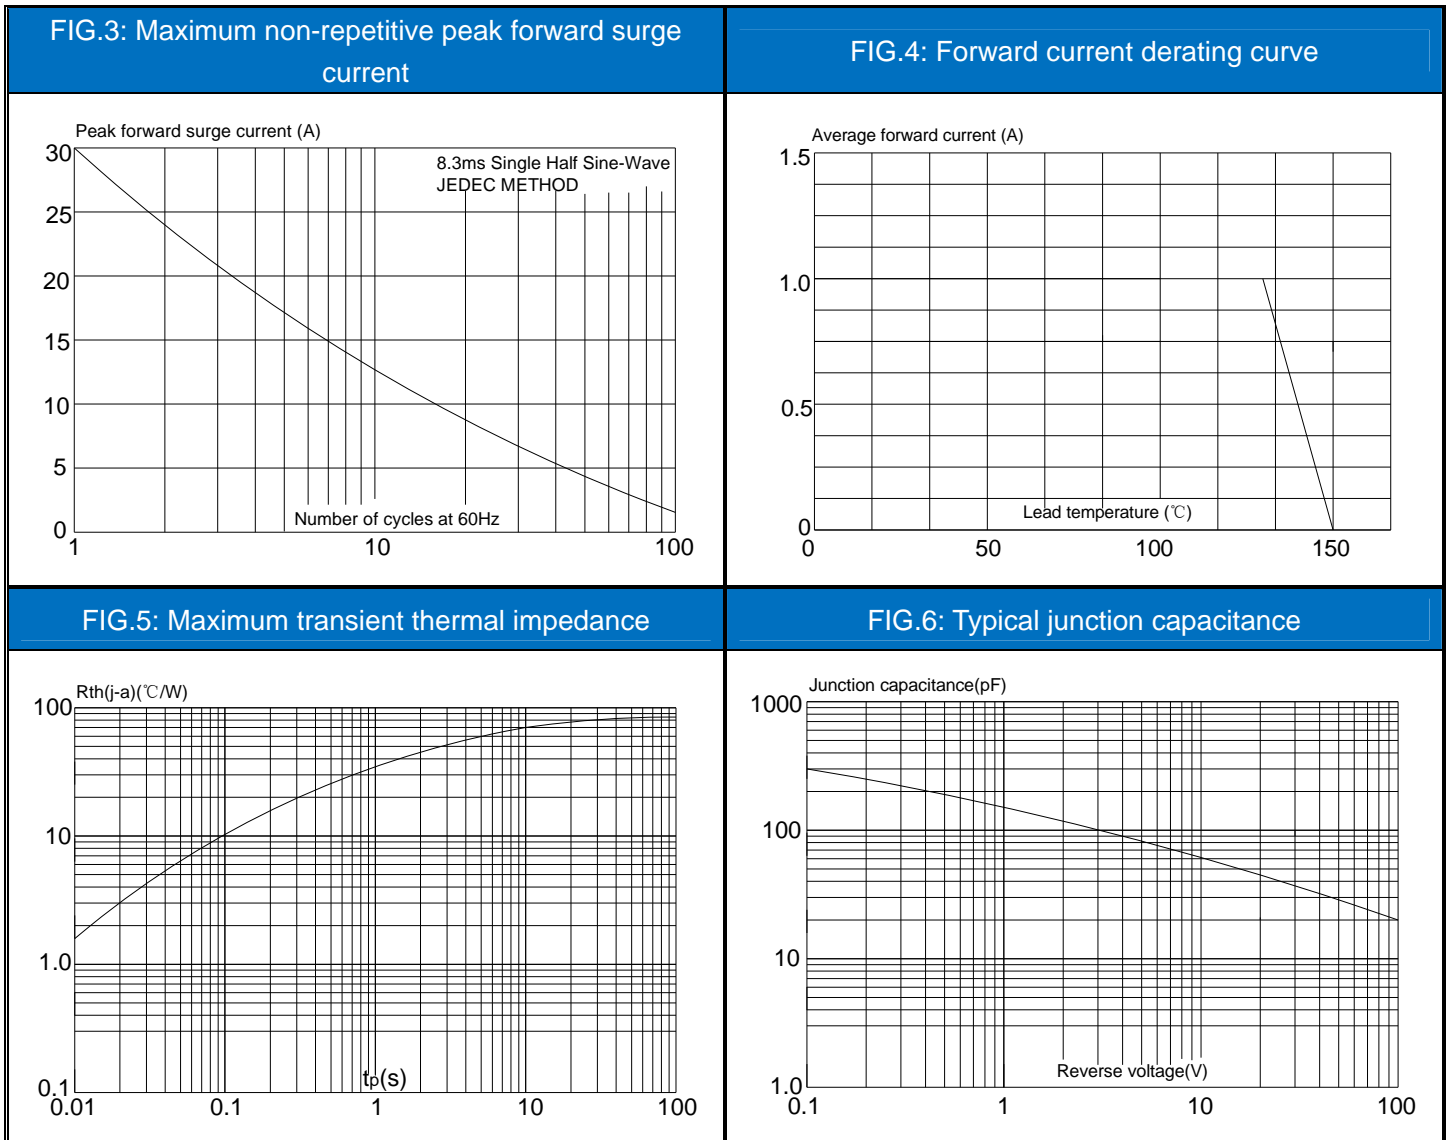 FIG.3: Maximum non-repetitive peak forward surge
current
FIG.4: Forward current derating curve
Peak forward surge current (A)
8.3ms Single Half Sine-Wave
JEDEC METHOD
30
25
20
15
10
5
0
Number of cycles at 60Hz
1
10
100
Average forward current (A)
1.5
1.0
0.5
0
Lead temperature (℃)
0
50
100
150
FIG.5: Maximum transient thermal impedance
FIG.6: Typical junction capacitance
Rth(j-a)(℃/W)
100
10
1.0
0.1
tp(s)
0.01
0.1
1
10
100
Junction capacitance(pF)
1000
100
10
1.0
Reverse voltage(V)
0.1
1
10
100